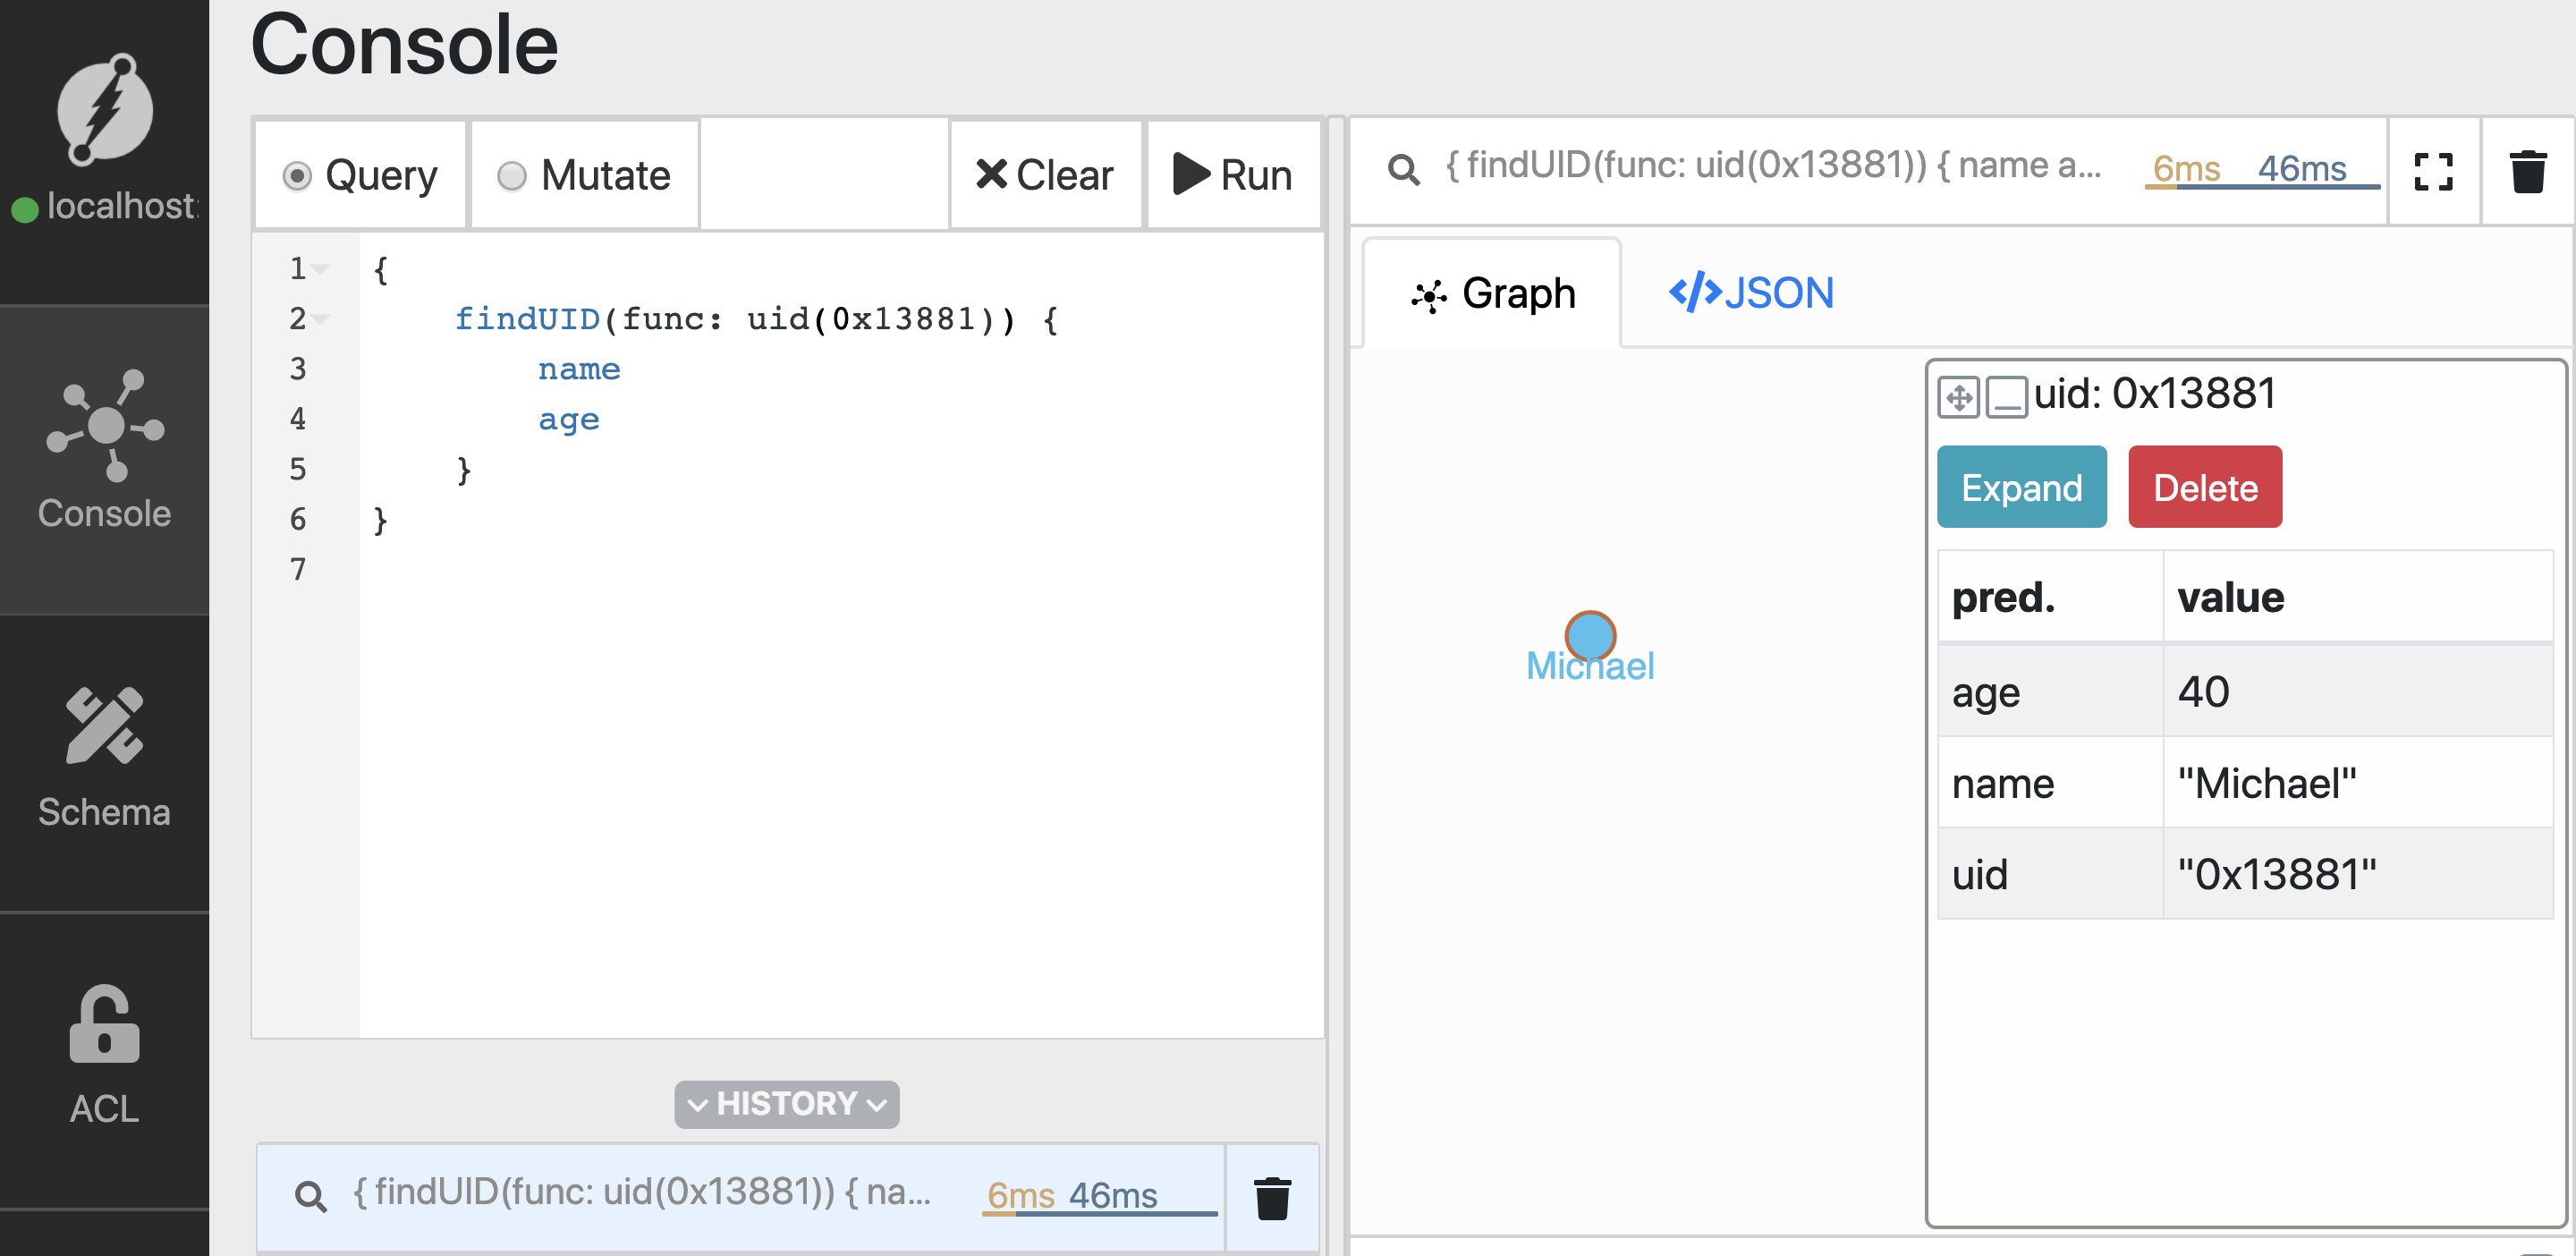 Console
localhost:
Console
Schema
ACL
Query Mutate Clear Run
1 {
2 findUID(func: uid(0x13881)) {
3 name
4 age
5 }
6 }
7
HISTORY
{ findUID(func: uid(0x13881)) { na... 6ms 46ms
{ findUID(func: uid(0x13881)) { name a... 6ms 46ms
Graph </>JSON
Michael
uid: 0x13881
Expand Delete
pred. value
age 40
name "Michael"
uid "0x13881"